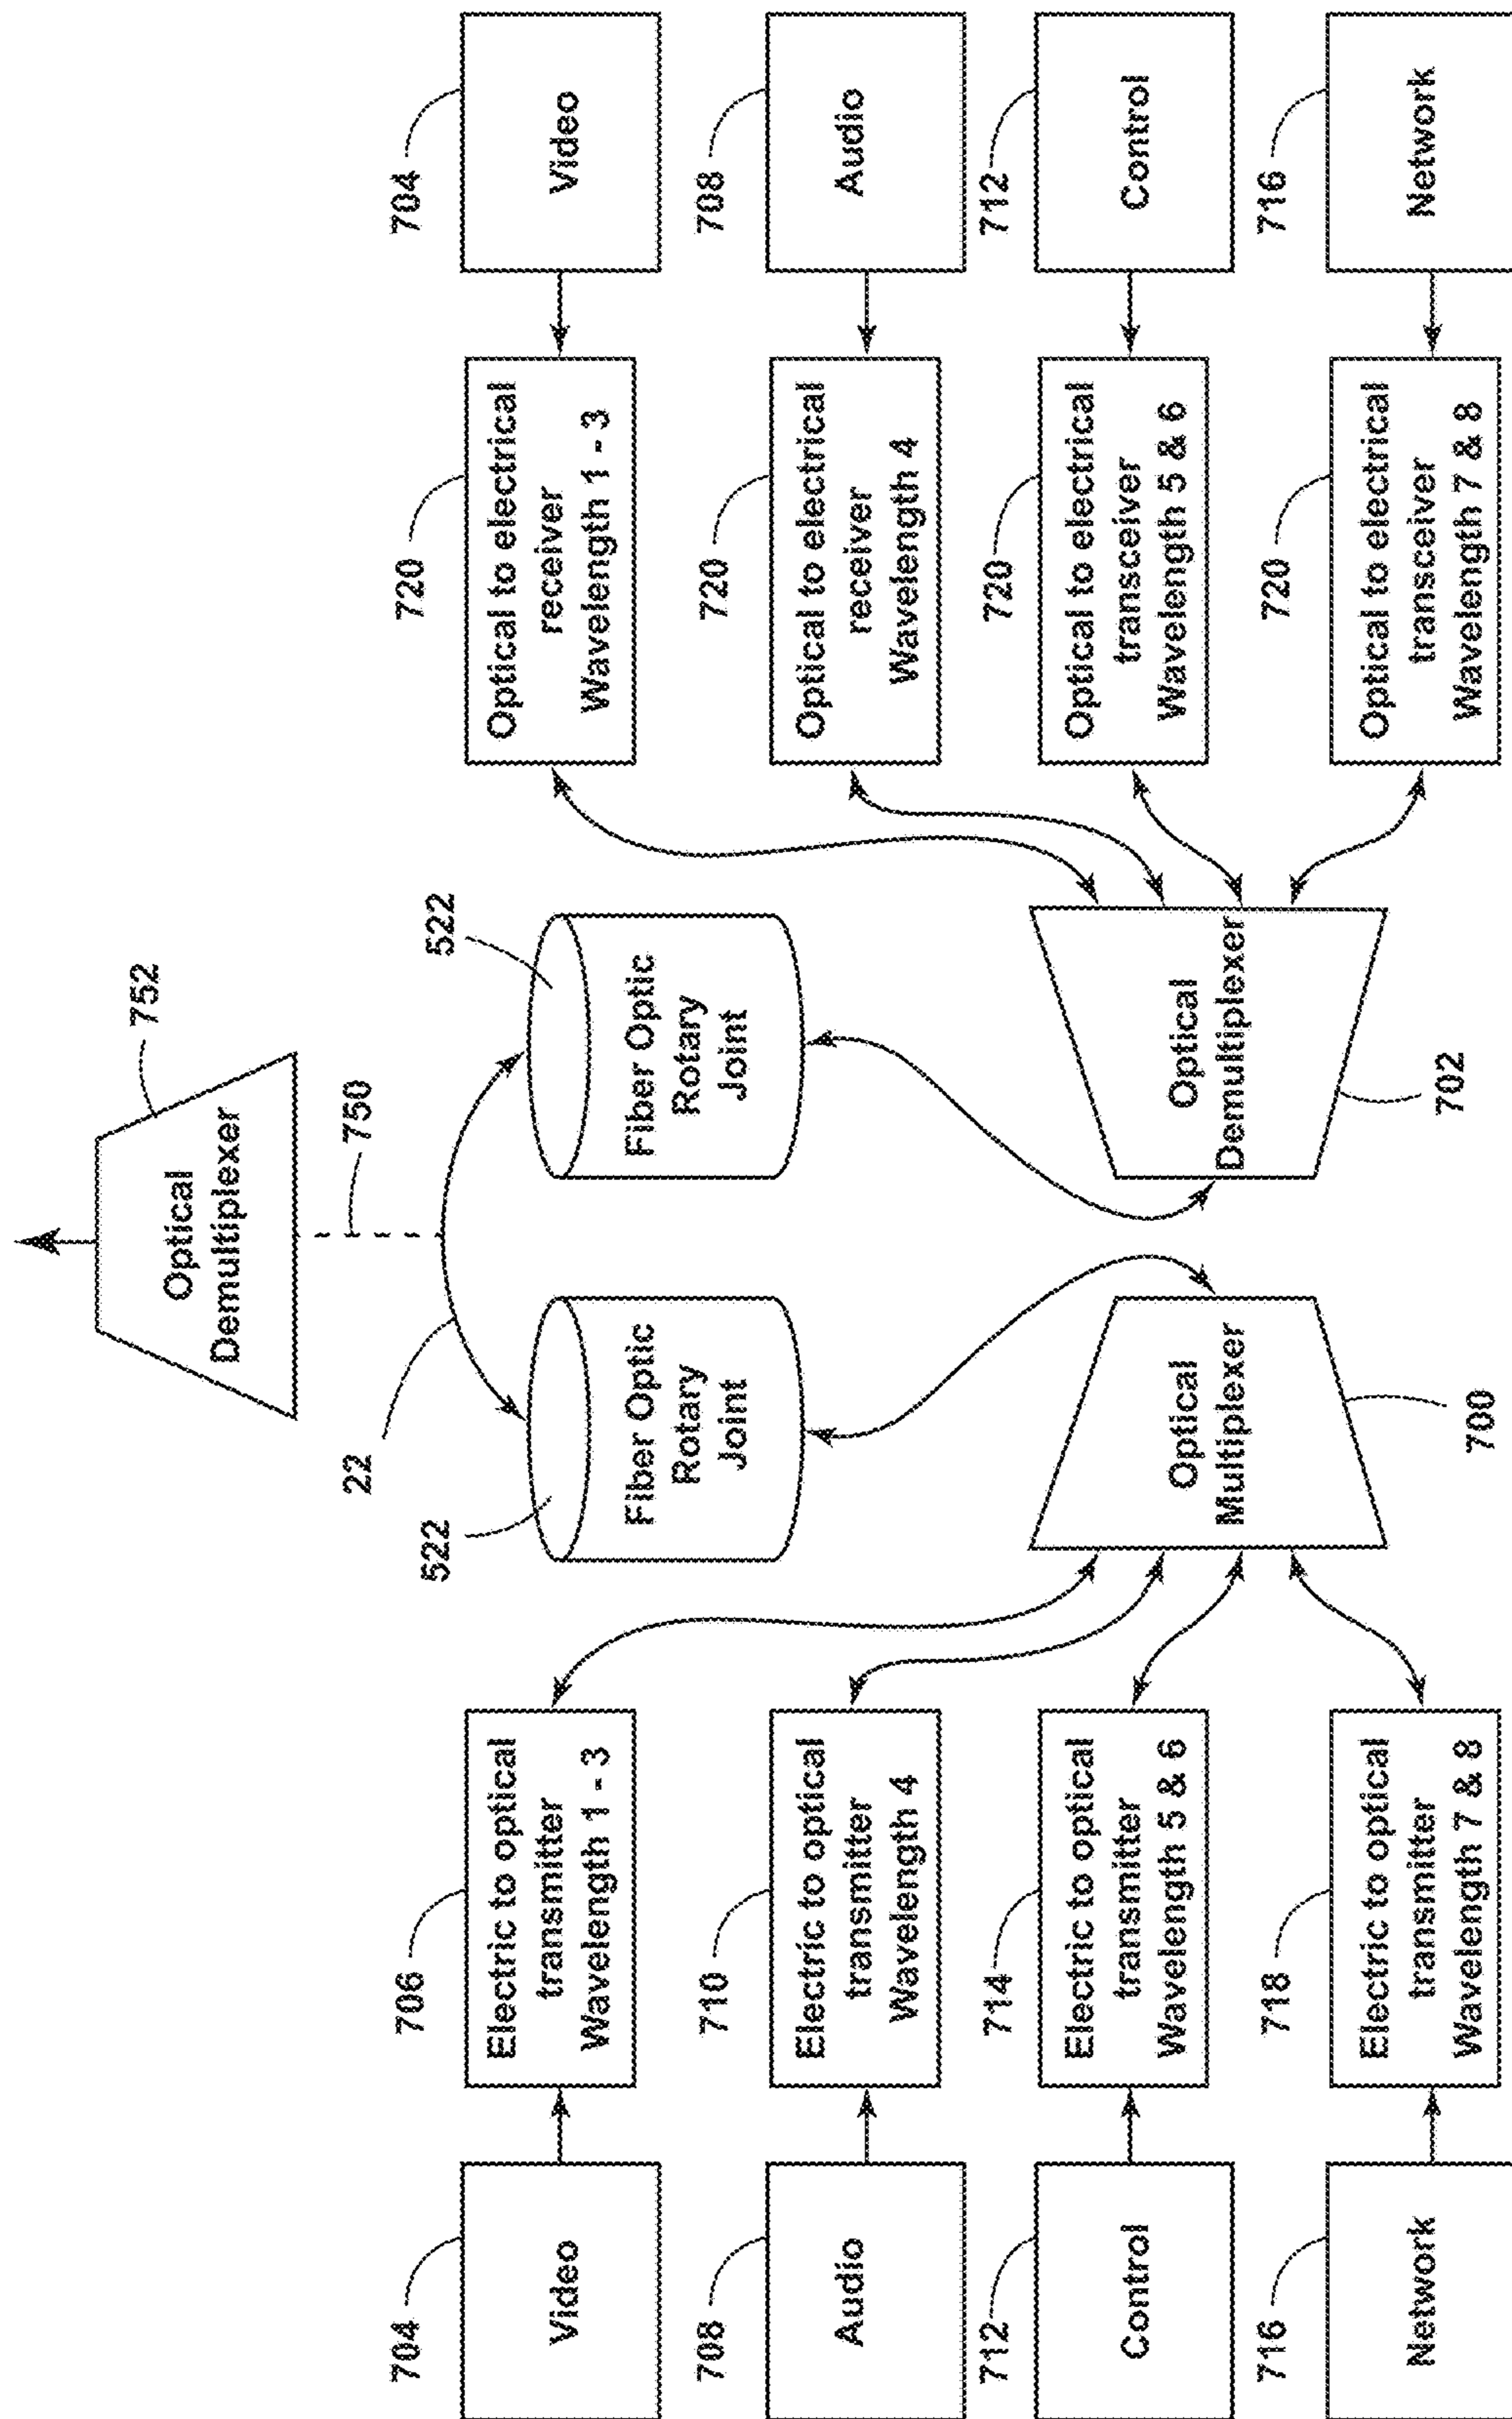 752
Optical
Demultiplexer
750
22
522
Fiber Optic
Rotary
Joint
522
Fiber Optic
Rotary
Joint
704
Video
706
Electric to optical
transmitter
Wavelength 1 - 3
720
Optical to electrical
receiver
Wavelength 1 - 3
704
Video
708
Audio
710
Electric to optical
transmitter
Wavelength 4
720
Optical to electrical
receiver
Wavelength 4
708
Audio
712
Control
714
Electric to optical
transmitter
Wavelength 5 & 6
Optical
Multiplexer
700
Optical
Demultiplexer
702
720
Optical to electrical
transceiver
Wavelength 5 & 6
712
Control
716
Network
718
Electric to optical
transmitter
Wavelength 7 & 8
720
Optical to electrical
transceiver
Wavelength 7 & 8
716
Network